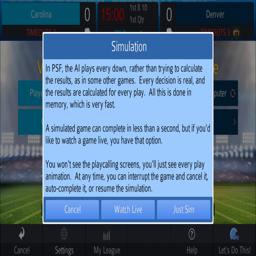 Carolina 0 15:00 1st & 10 0 Denver
1st Qtr
Simulation
In PSF, the AI plays every down, rather than trying to calculate
the results, as in some other games. Every decision is real, and
the results are calculated for every play. All this is done in
memory, which is very fast.
A simulated game can complete in less than a second, but if you'd
like to watch a game live, you have that option.
You won't see the playcalling screens, you'll just see every play
animation. At any time, you can interrupt the game and cancel it,
auto-complete it, or resume the simulation.
Cancel Watch Live Just Sim
Cancel Settings My League Help Let's Do This!